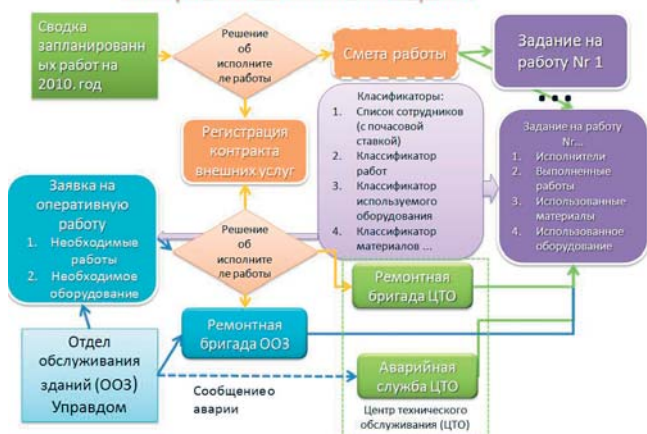 Сводка
запланированн
ых работ на
2010. год
Решение
об
исполните
ле работы
Смета работы
Задание на
работу Nr 1
...
Регистрация
контракта
внешних услуг
Класификаторы:
1. Список сотрудников
(с почасовой
ставкой)
2. Классификатор
работ
3. Классификатор
используемого
оборудования
4. Классификатор
материалов ...
Задание на работу
Nr...
1. Исполнители
2. Выполненные
работы
3. Использованные
материалы
4. Использованное
оборудование
Заявка на
оперативную
работу
1. Необходимые
работы
2. Необходимое
оборудование
Решение
об
исполните
ле работы
Ремонтная
бригада ЦТО
Ремонтная
бригада ООЗ
Отдел
обслуживания
зданий (ООЗ)
Управдом
Сообщение о
аварии
Аварийная
служба ЦТО
Центр технического
обслуживания (ЦТО)